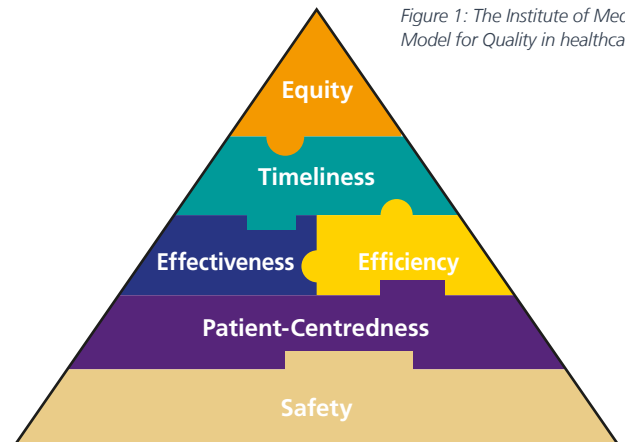 Figure 1: The Institute of Med
Model for Quality in healthca
Equity
Timeliness
Effectiveness Efficiency
Patient-Centredness
Safety